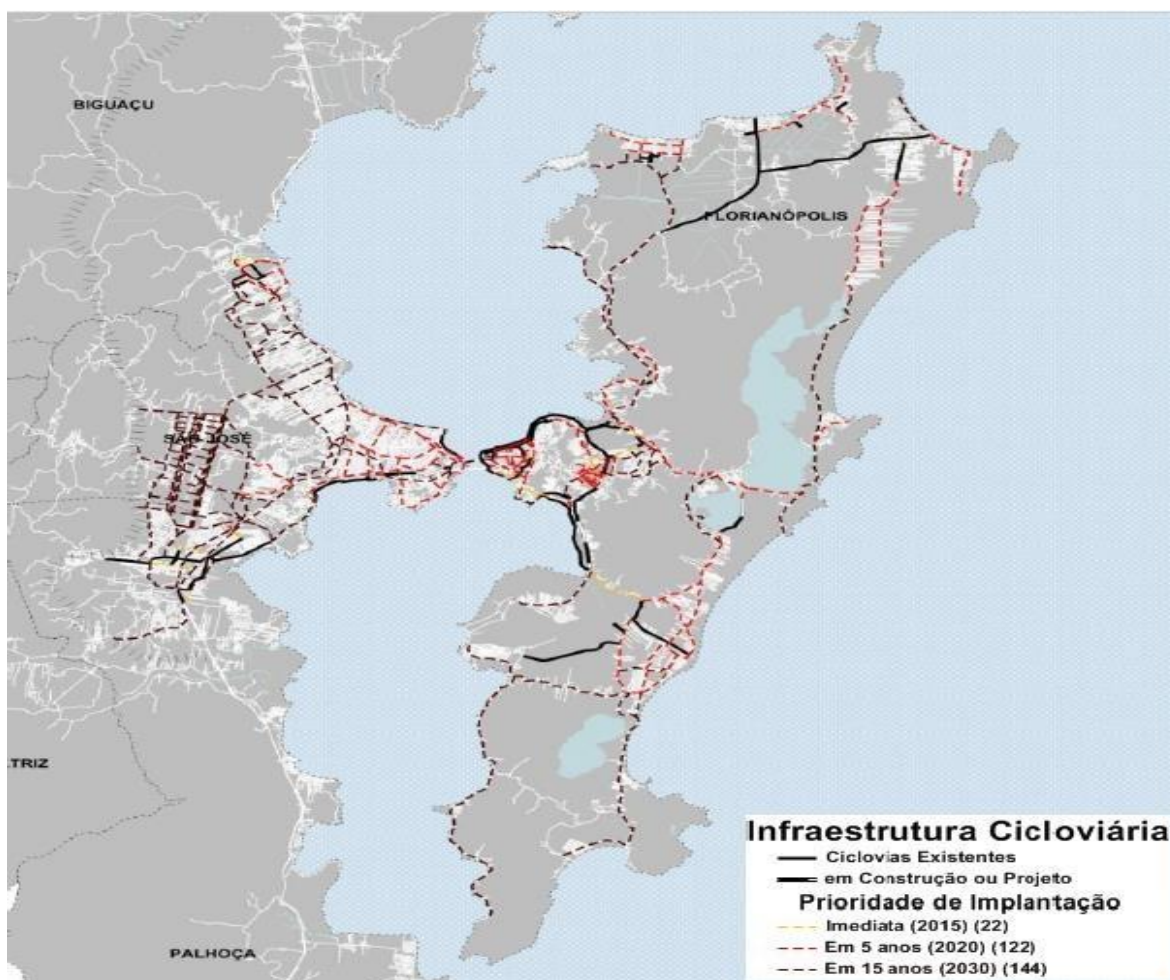 BIGUAÇU
FLORIANÓPOLIS
SÃO JOSÉ
ATRIZ
PALHOÇA
Infraestrutura Cicloviária
Ciclovias Existentes
em Construção ou Projeto
Prioridade de Implantação
Imediata (2015) (22)
Em 5 anos (2020) (122)
Em 15 anos (2030) (144)